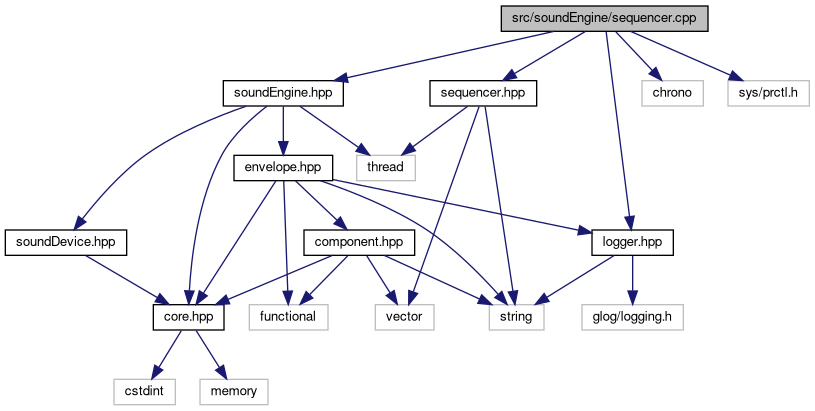 src/soundEngine/sequencer.cpp
soundEngine.hpp
sequencer.hpp
chrono
sys/prctl.h
envelope.hpp
thread
soundDevice.hpp
component.hpp
logger.hpp
core.hpp
functional
vector
string
glog/logging.h
cstdint
memory